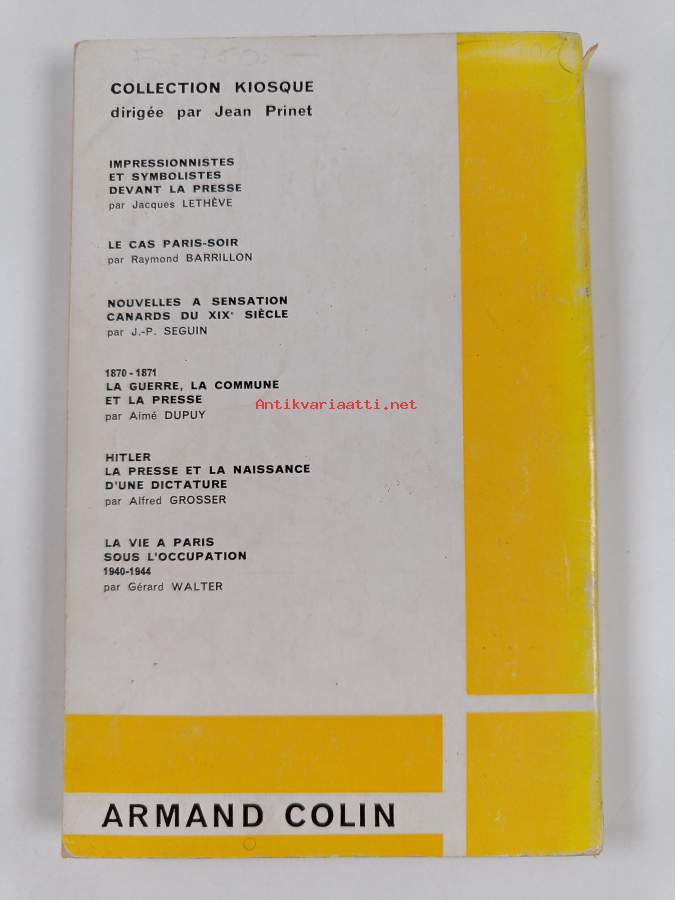 COLLECTION KIOSQUE
dirigée par Jean Prinet
IMPRESSIONNISTES
ET SYMBOLISTES
DEVANT LA PRESSE
par Jacques LETHÈVE
LE CAS PARIS-SOIR
par Raymond BARRILLON
NOUVELLES A SENSATION
CANARDS DU XIXᵉ SIÈCLE
par J.-P. SEGUIN
1870-1871
LA GUERRE, LA COMMUNE
ET LA PRESSE
par Aimé DUPUY
Antikvariaatti.net
HITLER
LA PRESSE ET LA NAISSANCE
D'UNE DICTATURE
par Alfred GROSSER
LA VIE A PARIS
SOUS L'OCCUPATION
1940-1944
par Gérard WALTER
ARMAND COLIN